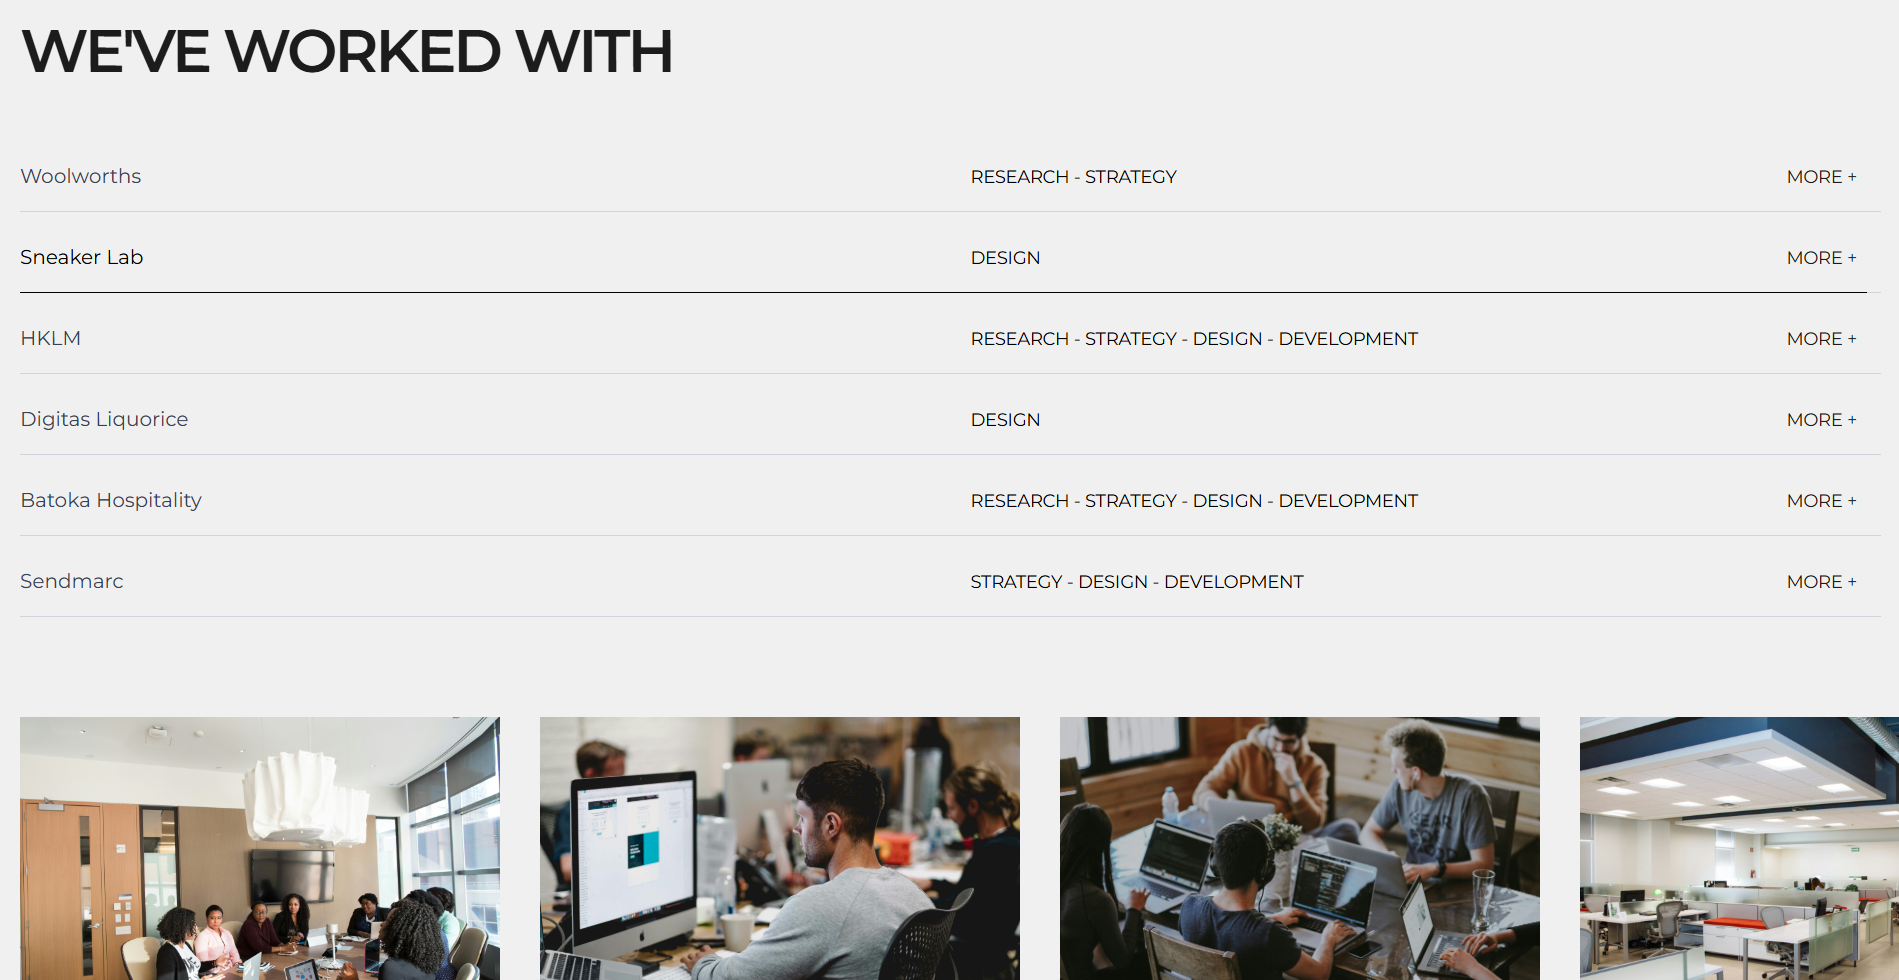 WE'VE WORKED WITH
Woolworths RESEARCH - STRATEGY MORE +
Sneaker Lab DESIGN MORE +
HKLM RESEARCH - STRATEGY - DESIGN - DEVELOPMENT MORE +
Digitas Liquorice DESIGN MORE +
Batoka Hospitality RESEARCH - STRATEGY - DESIGN - DEVELOPMENT MORE +
Sendmarc STRATEGY - DESIGN - DEVELOPMENT MORE +